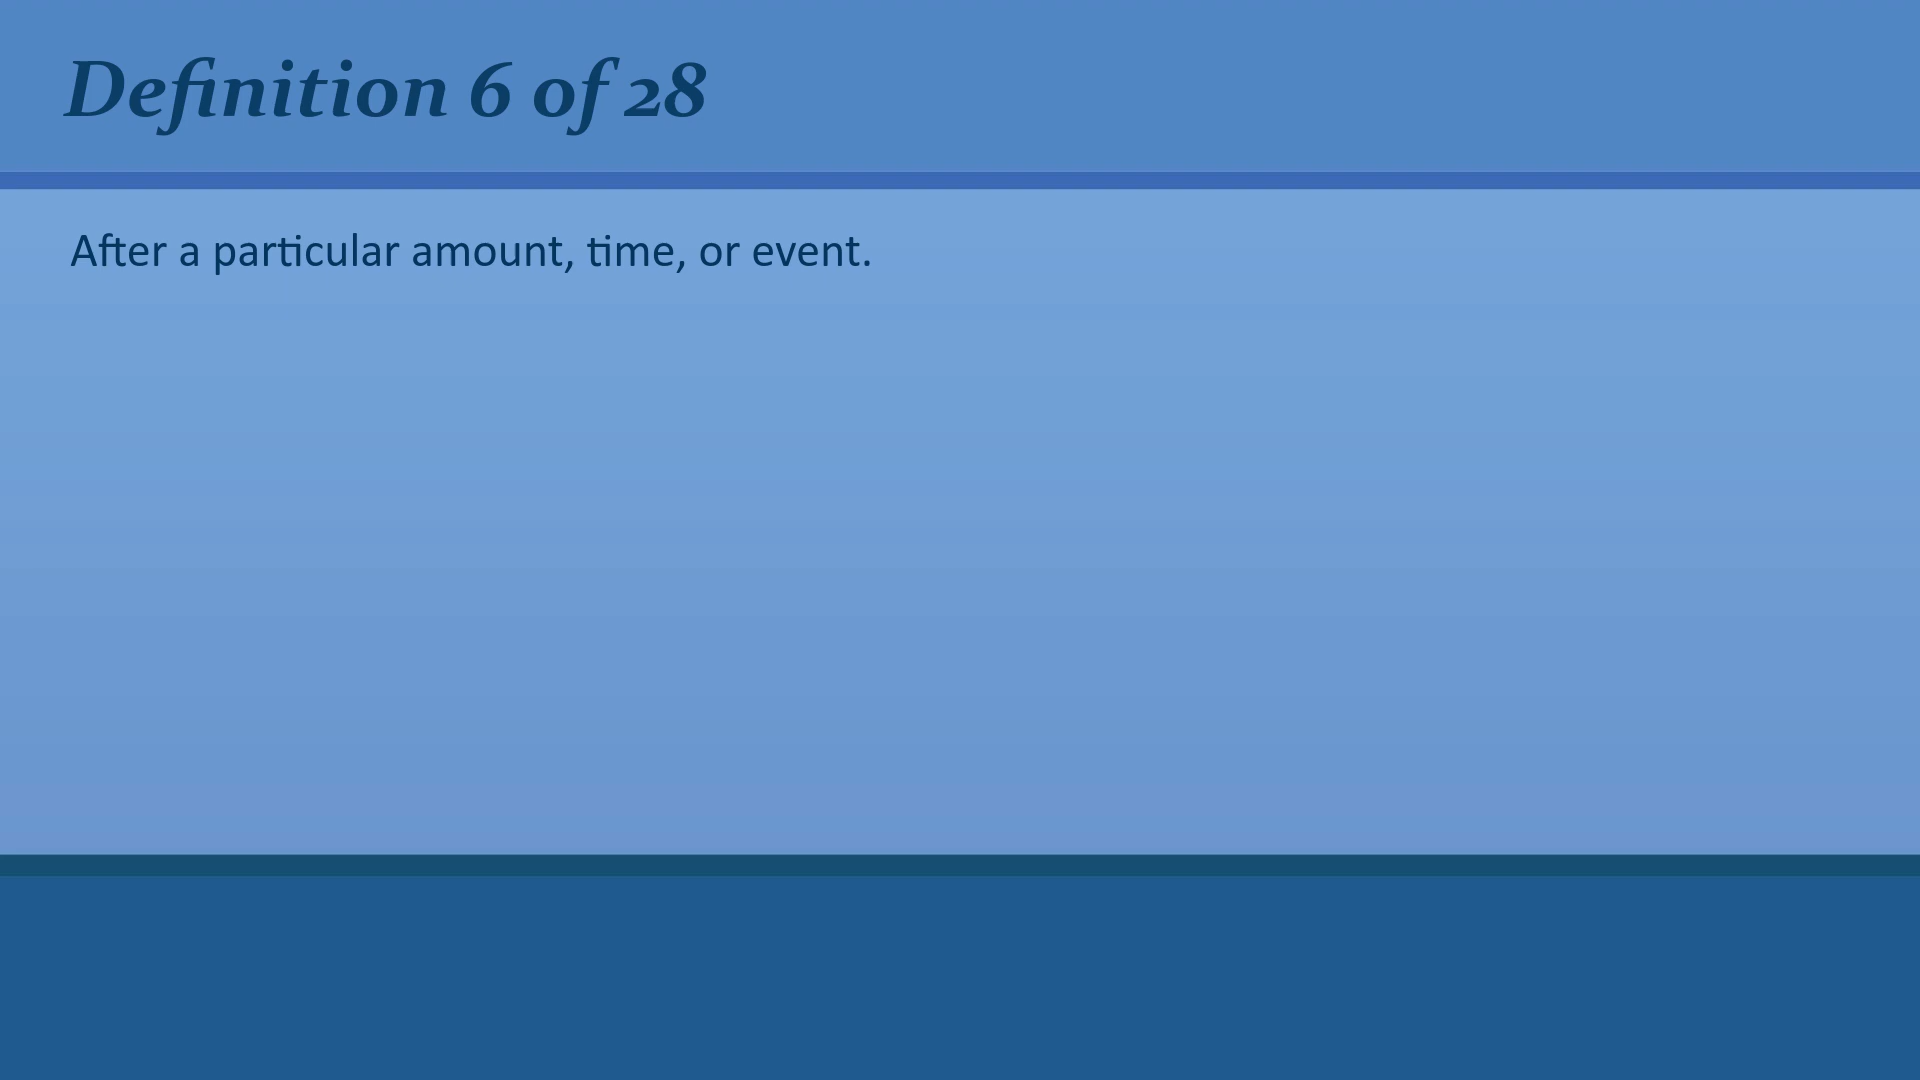 Definition 6 of 28
After a particular amount, time, or event.